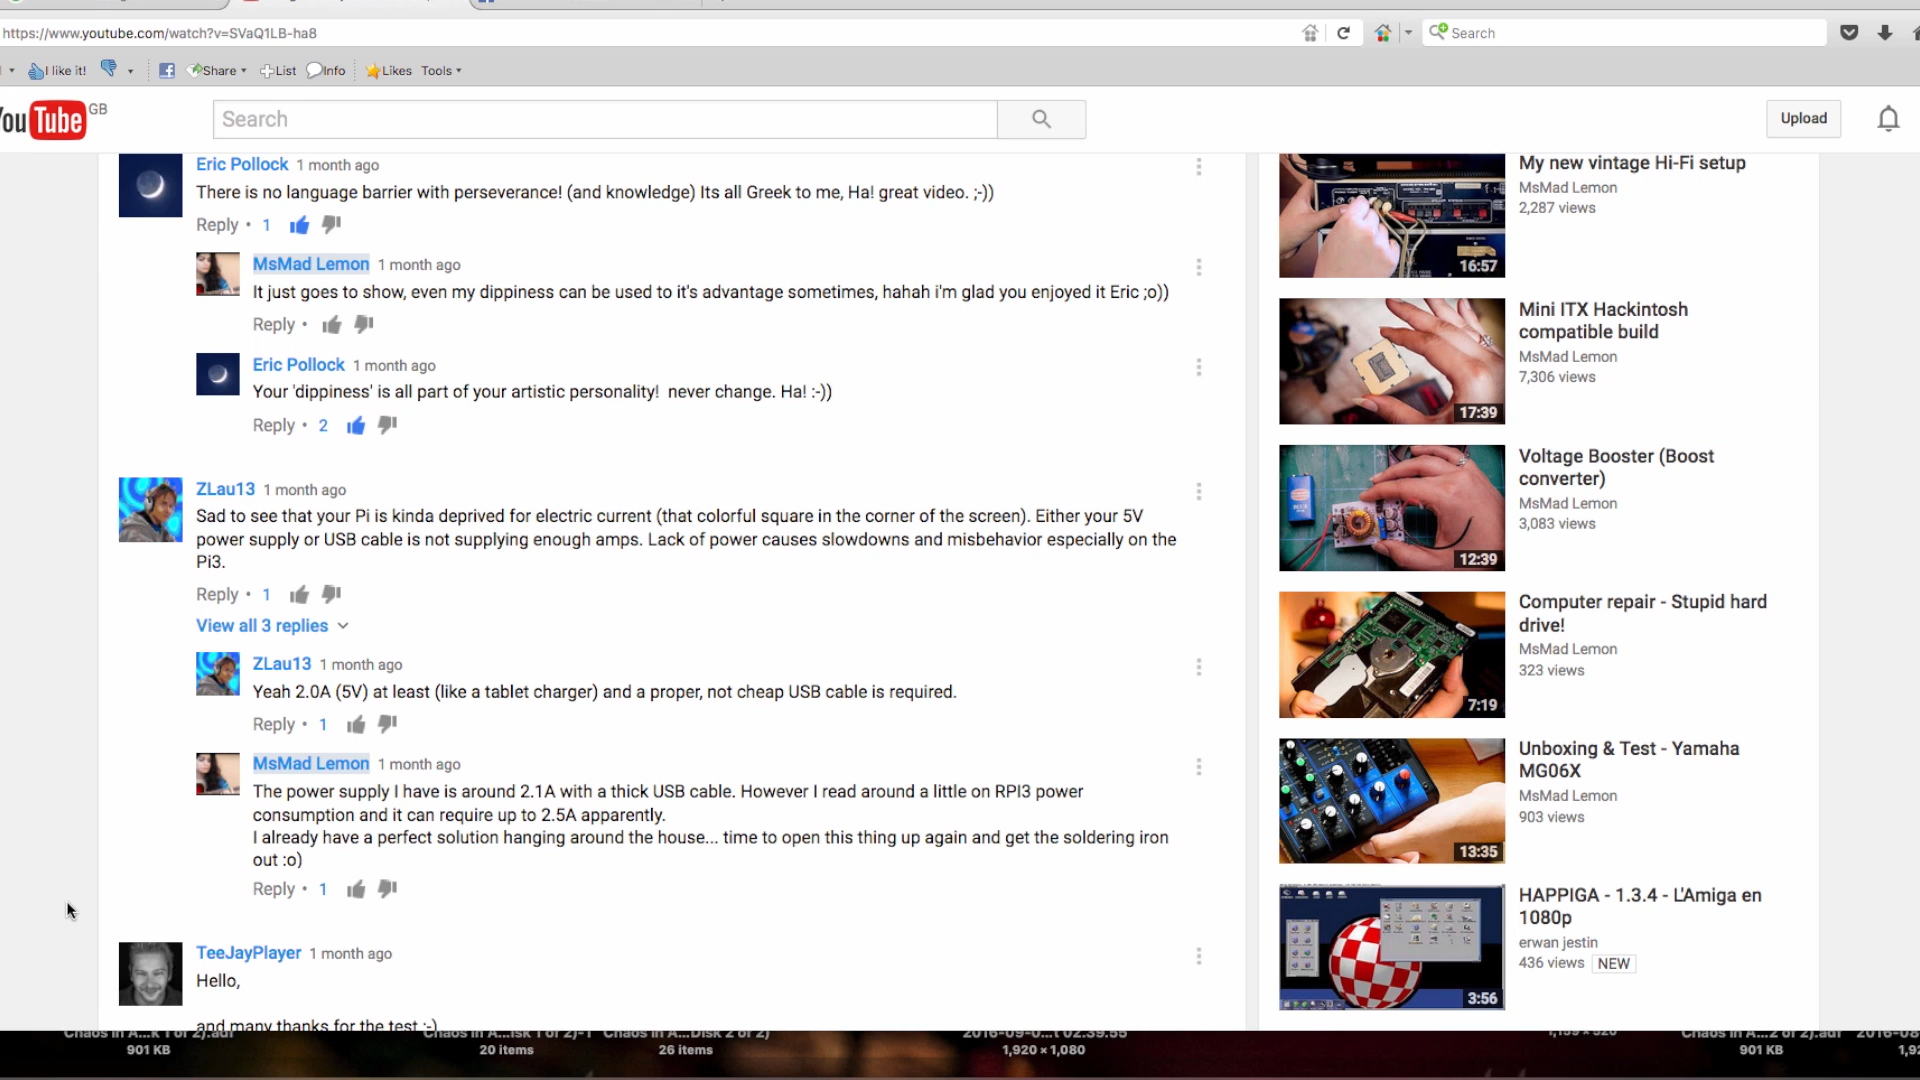 https://www.youtube.com/watch?v=SVaQ1LB-ha8
Search
I like it!
Share
List
Info
Likes
Tools
YouTube GB
Search
Upload
Eric Pollock 1 month ago
There is no language barrier with perseverance! (and knowledge) Its all Greek to me, Ha! great video. ;-))
Reply • 1
MsMad Lemon 1 month ago
It just goes to show, even my dippiness can be used to it's advantage sometimes, hahah i'm glad you enjoyed it Eric ;o))
Reply •
Eric Pollock 1 month ago
Your 'dippiness' is all part of your artistic personality! never change. Ha! :-))
Reply • 2
ZLau13 1 month ago
Sad to see that your Pi is kinda deprived for electric current (that colorful square in the corner of the screen). Either your 5V
power supply or USB cable is not supplying enough amps. Lack of power causes slowdowns and misbehavior especially on the
Pi3.
Reply • 1
View all 3 replies
ZLau13 1 month ago
Yeah 2.0A (5V) at least (like a tablet charger) and a proper, not cheap USB cable is required.
Reply • 1
MsMad Lemon 1 month ago
The power supply I have is around 2.1A with a thick USB cable. However I read around a little on RPI3 power
consumption and it can require up to 2.5A apparently.
I already have a perfect solution hanging around the house... time to open this thing up again and get the soldering iron
out :o)
Reply • 1
TeeJayPlayer 1 month ago
Hello,
and many thanks for the test :-)
My new vintage Hi-Fi setup
MsMad Lemon
2,287 views
16:57
Mini ITX Hackintosh
compatible build
MsMad Lemon
7,306 views
17:39
Voltage Booster (Boost
converter)
MsMad Lemon
3,083 views
12:39
Computer repair - Stupid hard
drive!
MsMad Lemon
323 views
7:19
Unboxing & Test - Yamaha
MG06X
MsMad Lemon
903 views
13:35
HAPPIGA - 1.3.4 - L'Amiga en
1080p
erwan jestin
436 views NEW
3:56
901 KB
20 items
26 items
1,920 × 1,080
901 KB